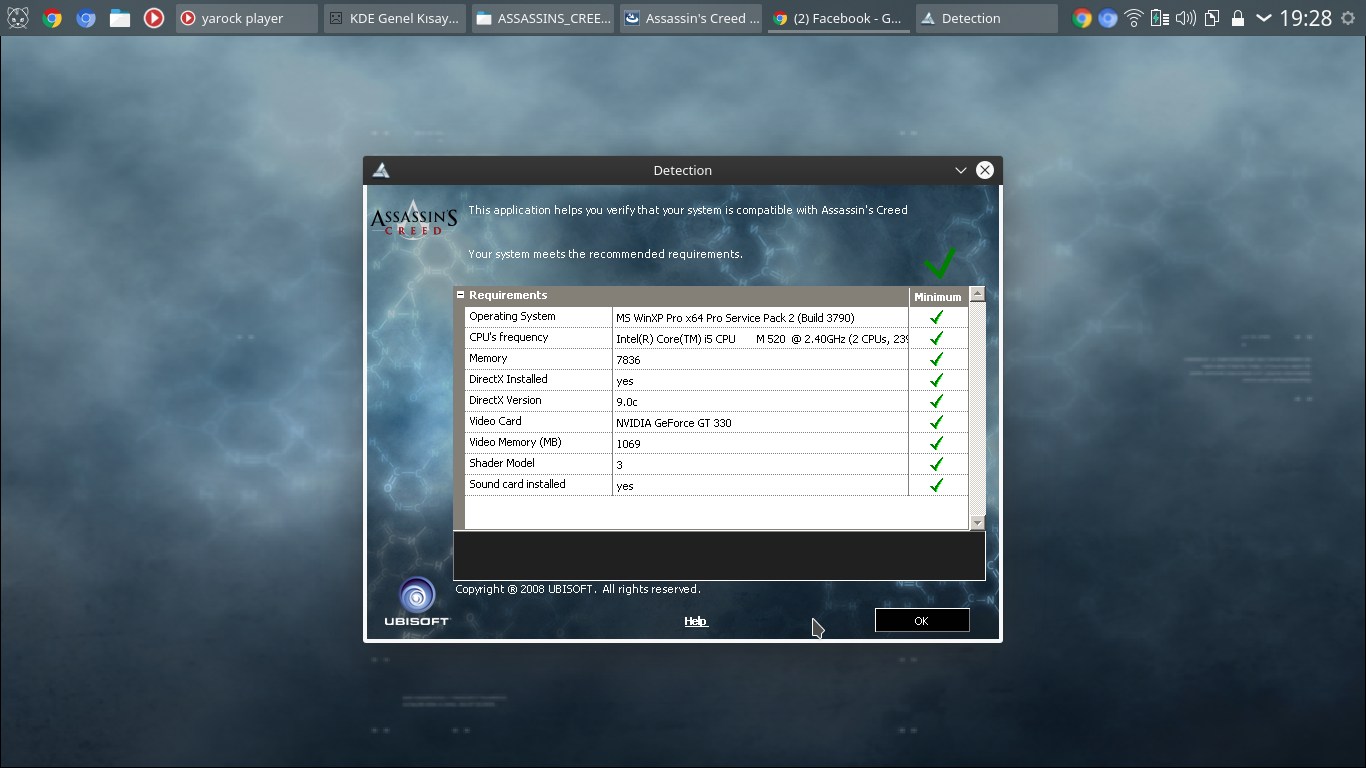 yarock player
KDE Genel Kısay...
ASSASSINS_CREE...
Assassin's Creed ...
(2) Facebook - G...
Detection
19:28
Detection
ASSASSIN'S
CREED
This application helps you verify that your system is compatible with Assassin's Creed
Your system meets the recommended requirements.
Requirements Minimum
Operating System MS WinXP Pro x64 Pro Service Pack 2 (Build 3790)
CPU's frequency Intel(R) Core(TM) i5 CPU M 520 @ 2.40GHz (2 CPUs, 239
Memory 7836
DirectX Installed yes
DirectX Version 9.0c
Video Card NVIDIA GeForce GT 330
Video Memory (MB) 1069
Shader Model 3
Sound card installed yes
Copyright ® 2008 UBISOFT. All rights reserved.
UBISOFT
Help
OK